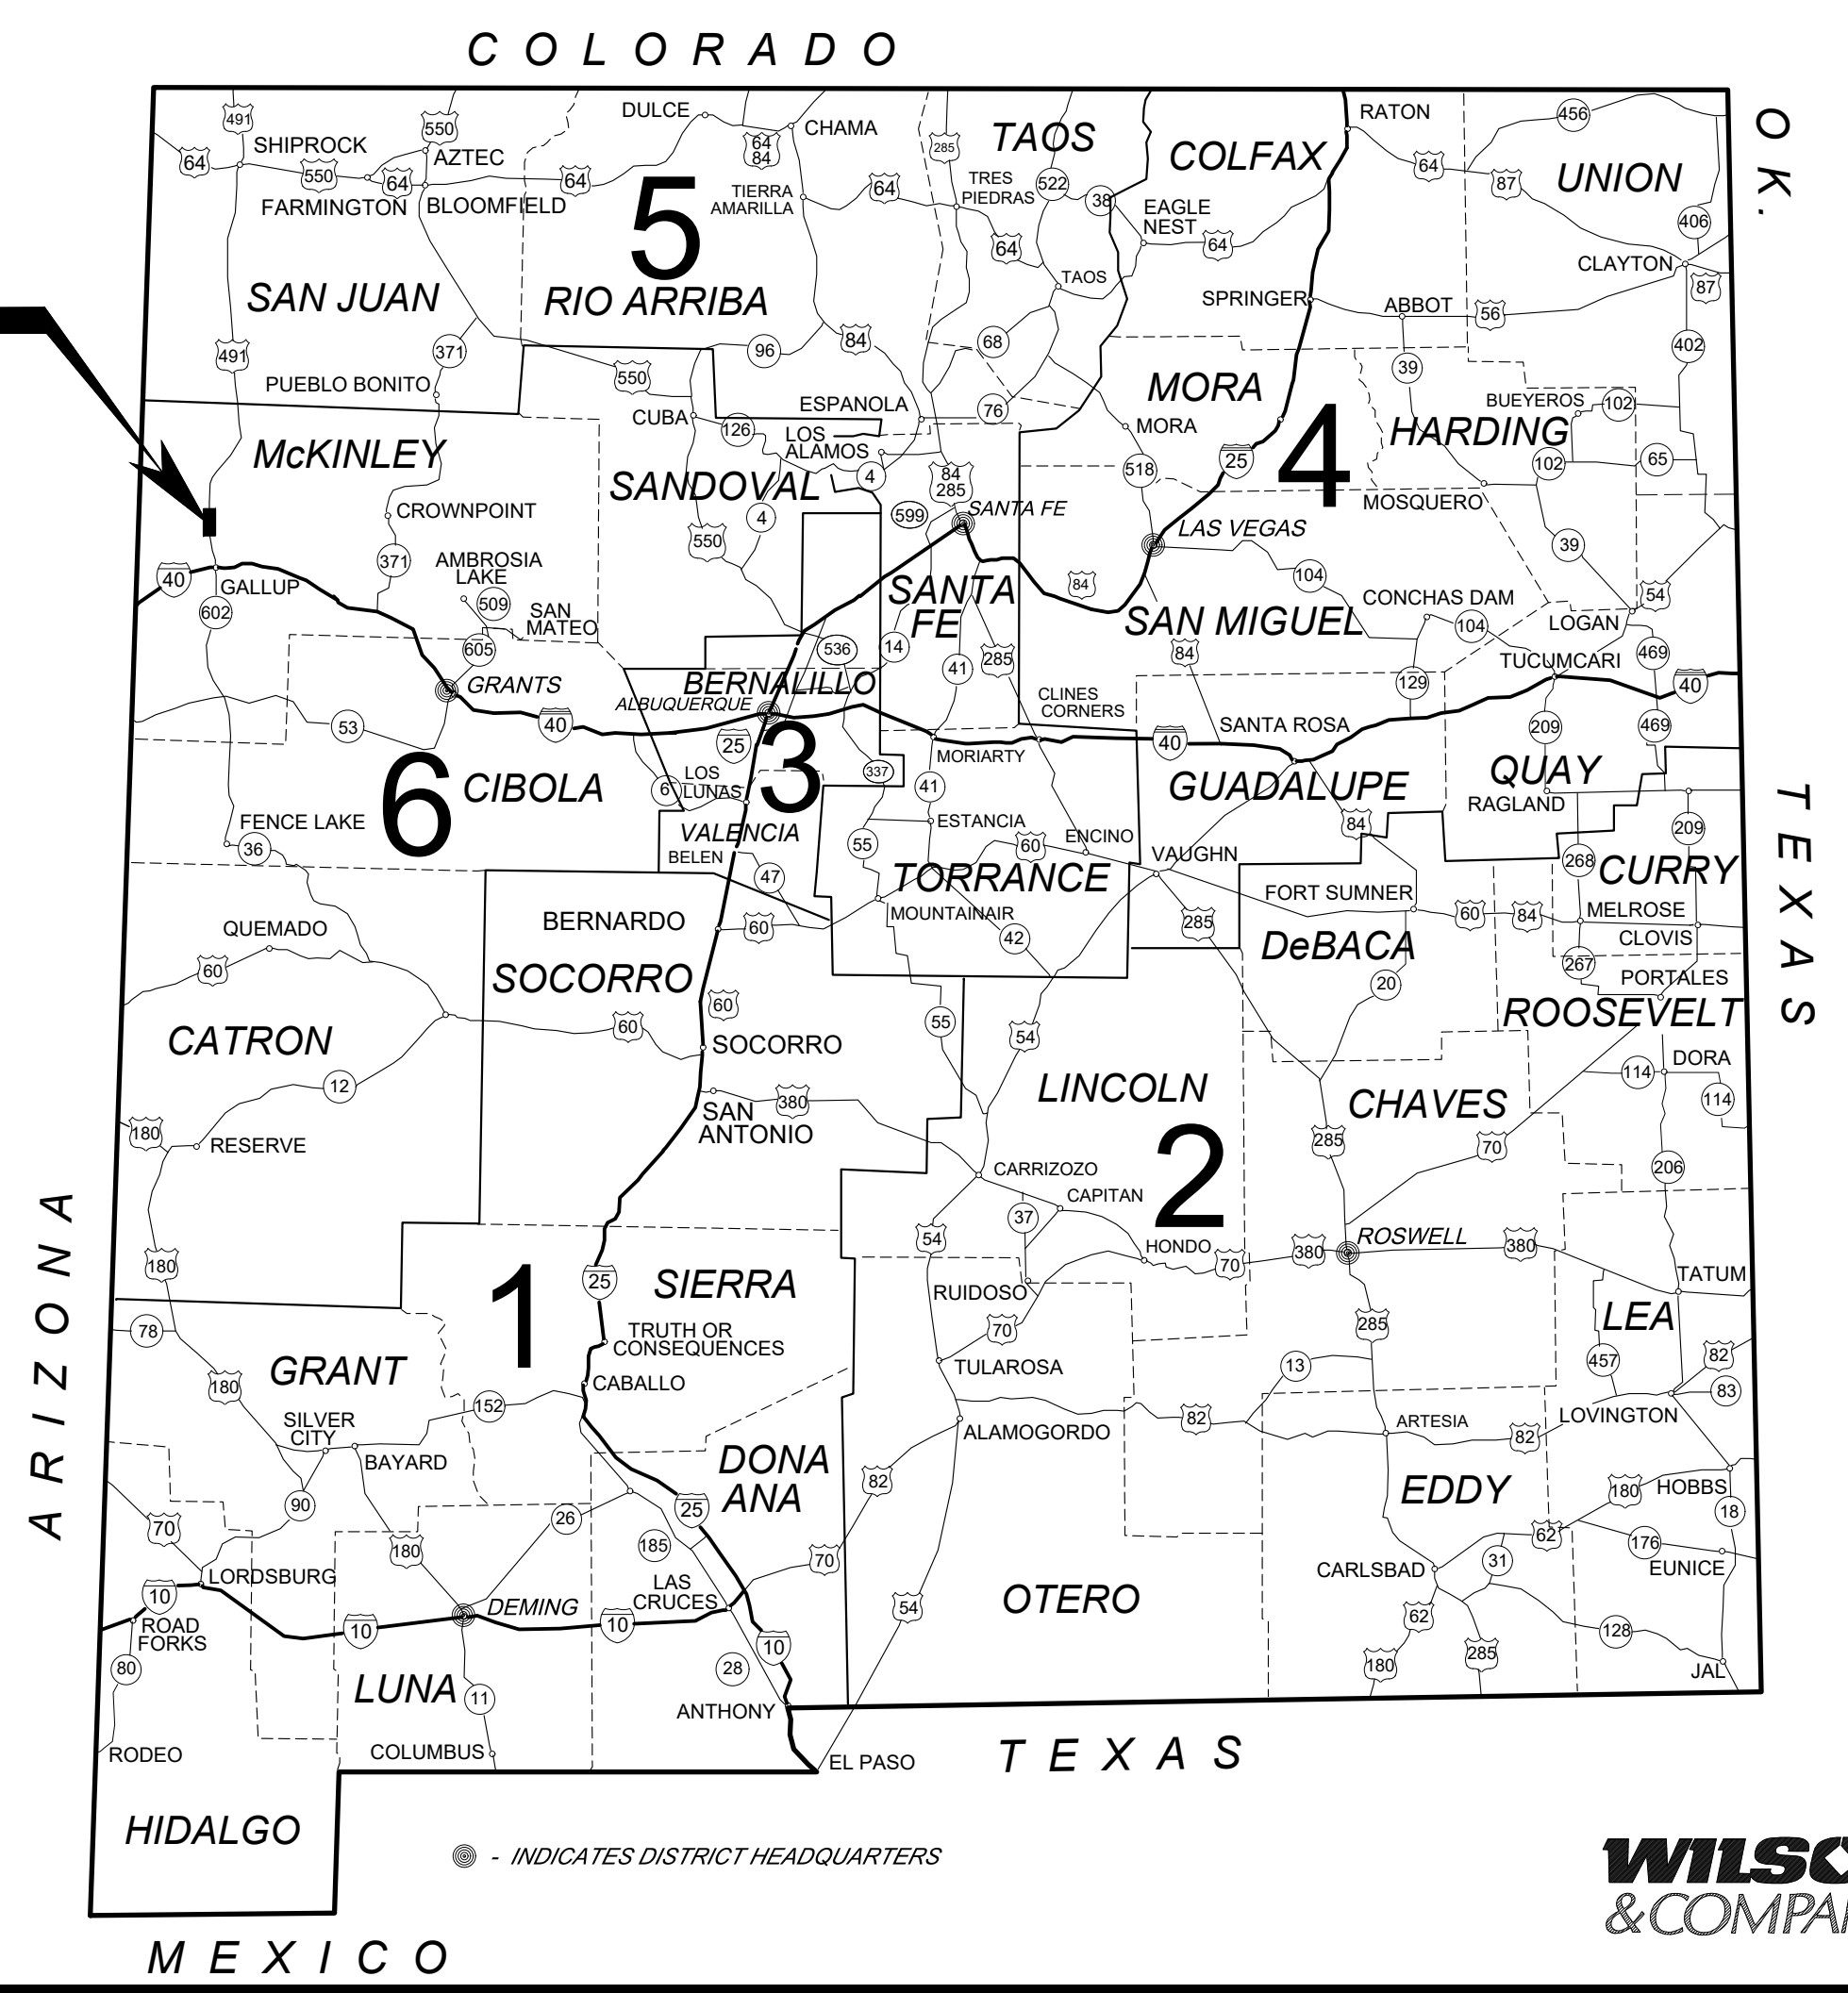 COLORADO
491
550
DULCE
CHAMA
64
84
285
TAOS
COLFAX
RATON
456
OK.
SHIPROCK
AZTEC
64
550
64
64
FARMINGTON
BLOOMFIELD
5
TIERRA
AMARILLA
64
TRES
PIEDRAS
522
38
EAGLE
NEST
64
87
UNION
406
64
64
TAOS
CLAYTON
87
SAN JUAN
RIO ARRIBA
SPRINGER
ABBOT
56
491
371
96
84
68
402
39
PUEBLO BONITO
550
MORA
CUBA
126
ESPANOLA
76
BUEYEROS
102
McKINLEY
LOS
ALAMOS
MORA
4
HARDING
SANDOVAL
4
84
285
518
25
102
65
CROWNPOINT
4
599
SANTA FE
LAS VEGAS
MOSQUERO
550
39
371
AMBROSIA
LAKE
40
GALLUP
509
SAN
MATEO
SANTA
FE
84
104
CONCHAS DAM
54
602
605
536
14
41
285
SAN MIGUEL
104
LOGAN
84
469
TUCUMCARI
GRANTS
BERNALILLO
129
40
ALBUQUERQUE
CLINES
CORNERS
53
40
25
3
SANTA ROSA
209
469
MORIARTY
40
6
CIBOLA
6
LOS
LUNAS
337
41
GUADALUPE
QUAY
RAGLAND
FENCE LAKE
36
VALENCIA
ESTANCIA
84
209
BELEN
55
60
ENCINO
VAUGHN
268
CURRY
47
TORRANCE
FORT SUMNER
QUEMADO
BERNARDO
60
MOUNTAINAIR
42
285
60
84
MELROSE
CLOVIS
60
SOCORRO
DeBACA
267
PORTALES
20
60
60
55
54
ROOSEVELT
CATRON
SOCORRO
12
LINCOLN
CHAVES
114
DORA
SAN
ANTONIO
380
114
180
RESERVE
2
285
70
206
CARRIZOZO
CAPITAN
37
54
HONDO
70
380
ROSWELL
380
ARIZONA
180
1
25
SIERRA
RUIDOSO
TATUM
78
TRUTH OR
CONSEQUENCES
70
285
LEA
GRANT
TULAROSA
13
457
82
180
CABALLO
83
152
SILVER
CITY
82
ARTESIA
LOVINGTON
BAYARD
ALAMOGORDO
82
DONA
ANA
82
EDDY
180
HOBBS
90
25
18
70
26
62
180
185
70
31
176
EUNICE
LORDSBURG
LAS
CRUCES
CARLSBAD
10
DEMING
54
OTERO
62
ROAD
FORKS
10
10
10
128
80
28
180
285
JAL
LUNA
11
ANTHONY
RODEO
COLUMBUS
EL PASO
TEXAS
TEXAS
HIDALGO
- INDICATES DISTRICT HEADQUARTERS
&
MEXICO